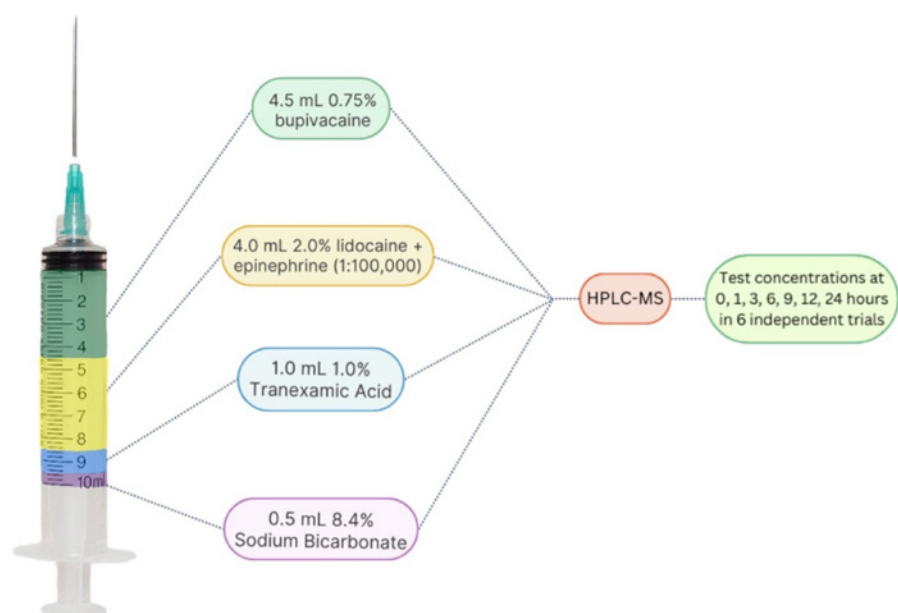 1
2
3
4
5
6
7
8
9
10ml
4.5 mL 0.75%
bupivacaine
4.0 mL 2.0% lidocaine +
epinephrine (1:100,000)
1.0 mL 1.0%
Tranexamic Acid
0.5 mL 8.4%
Sodium Bicarbonate
HPLC-MS
Test concentrations at
0, 1, 3, 6, 9, 12, 24 hours
in 6 independent trials